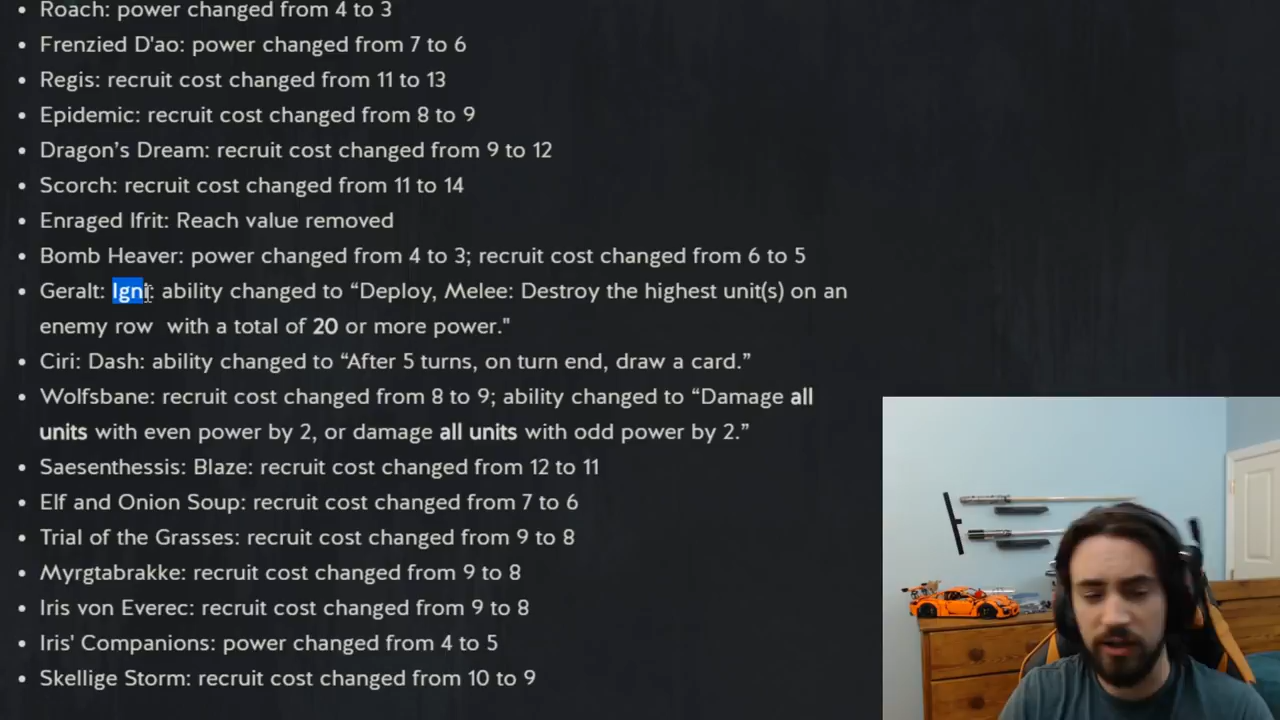 Roach: power changed from 4 to 3
Frenzied D'ao: power changed from 7 to 6
Regis: recruit cost changed from 11 to 13
Epidemic: recruit cost changed from 8 to 9
Dragon’s Dream: recruit cost changed from 9 to 12
Scorch: recruit cost changed from 11 to 14
Enraged Ifrit: Reach value removed
Bomb Heaver: power changed from 4 to 3; recruit cost changed from 6 to 5
Geralt: Igni: ability changed to “Deploy, Melee: Destroy the highest unit(s) on an
enemy row with a total of 20 or more power."
Ciri: Dash: ability changed to “After 5 turns, on turn end, draw a card.”
Wolfsbane: recruit cost changed from 8 to 9; ability changed to “Damage all
units with even power by 2, or damage all units with odd power by 2.”
Saesenthessis: Blaze: recruit cost changed from 12 to 11
Elf and Onion Soup: recruit cost changed from 7 to 6
Trial of the Grasses: recruit cost changed from 9 to 8
Myrgtabrakke: recruit cost changed from 9 to 8
Iris von Everec: recruit cost changed from 9 to 8
Iris' Companions: power changed from 4 to 5
Skellige Storm: recruit cost changed from 10 to 9